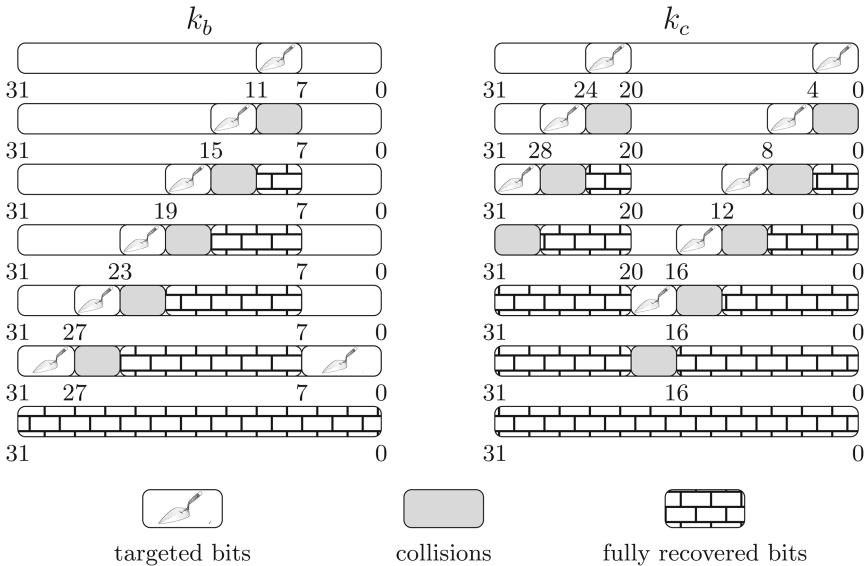 k_b k_c
31 11 7 0 31 24 20 4 0
31 15 7 0 31 28 20 8 0
31 19 7 0 31 20 12 0
31 23 7 0 31 20 16 0
31 27 7 0 31 16 0
31 27 7 0 31 16 0
31 0 31 0
targeted bits collisions fully recovered bits